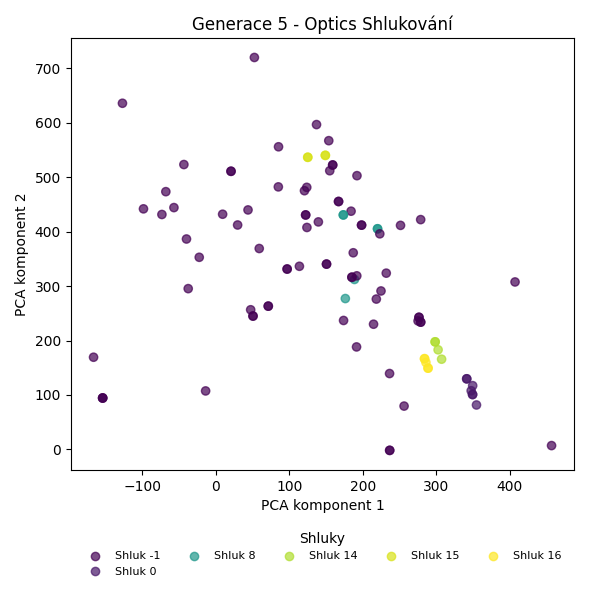 Generace 5 - Optics Shlukování
700
600
500
400
300
200
100
0
PCA komponent 2
−100 0 100 200 300 400
PCA komponent 1
Shluky
Shluk -1 Shluk 8 Shluk 14 Shluk 15 Shluk 16
Shluk 0